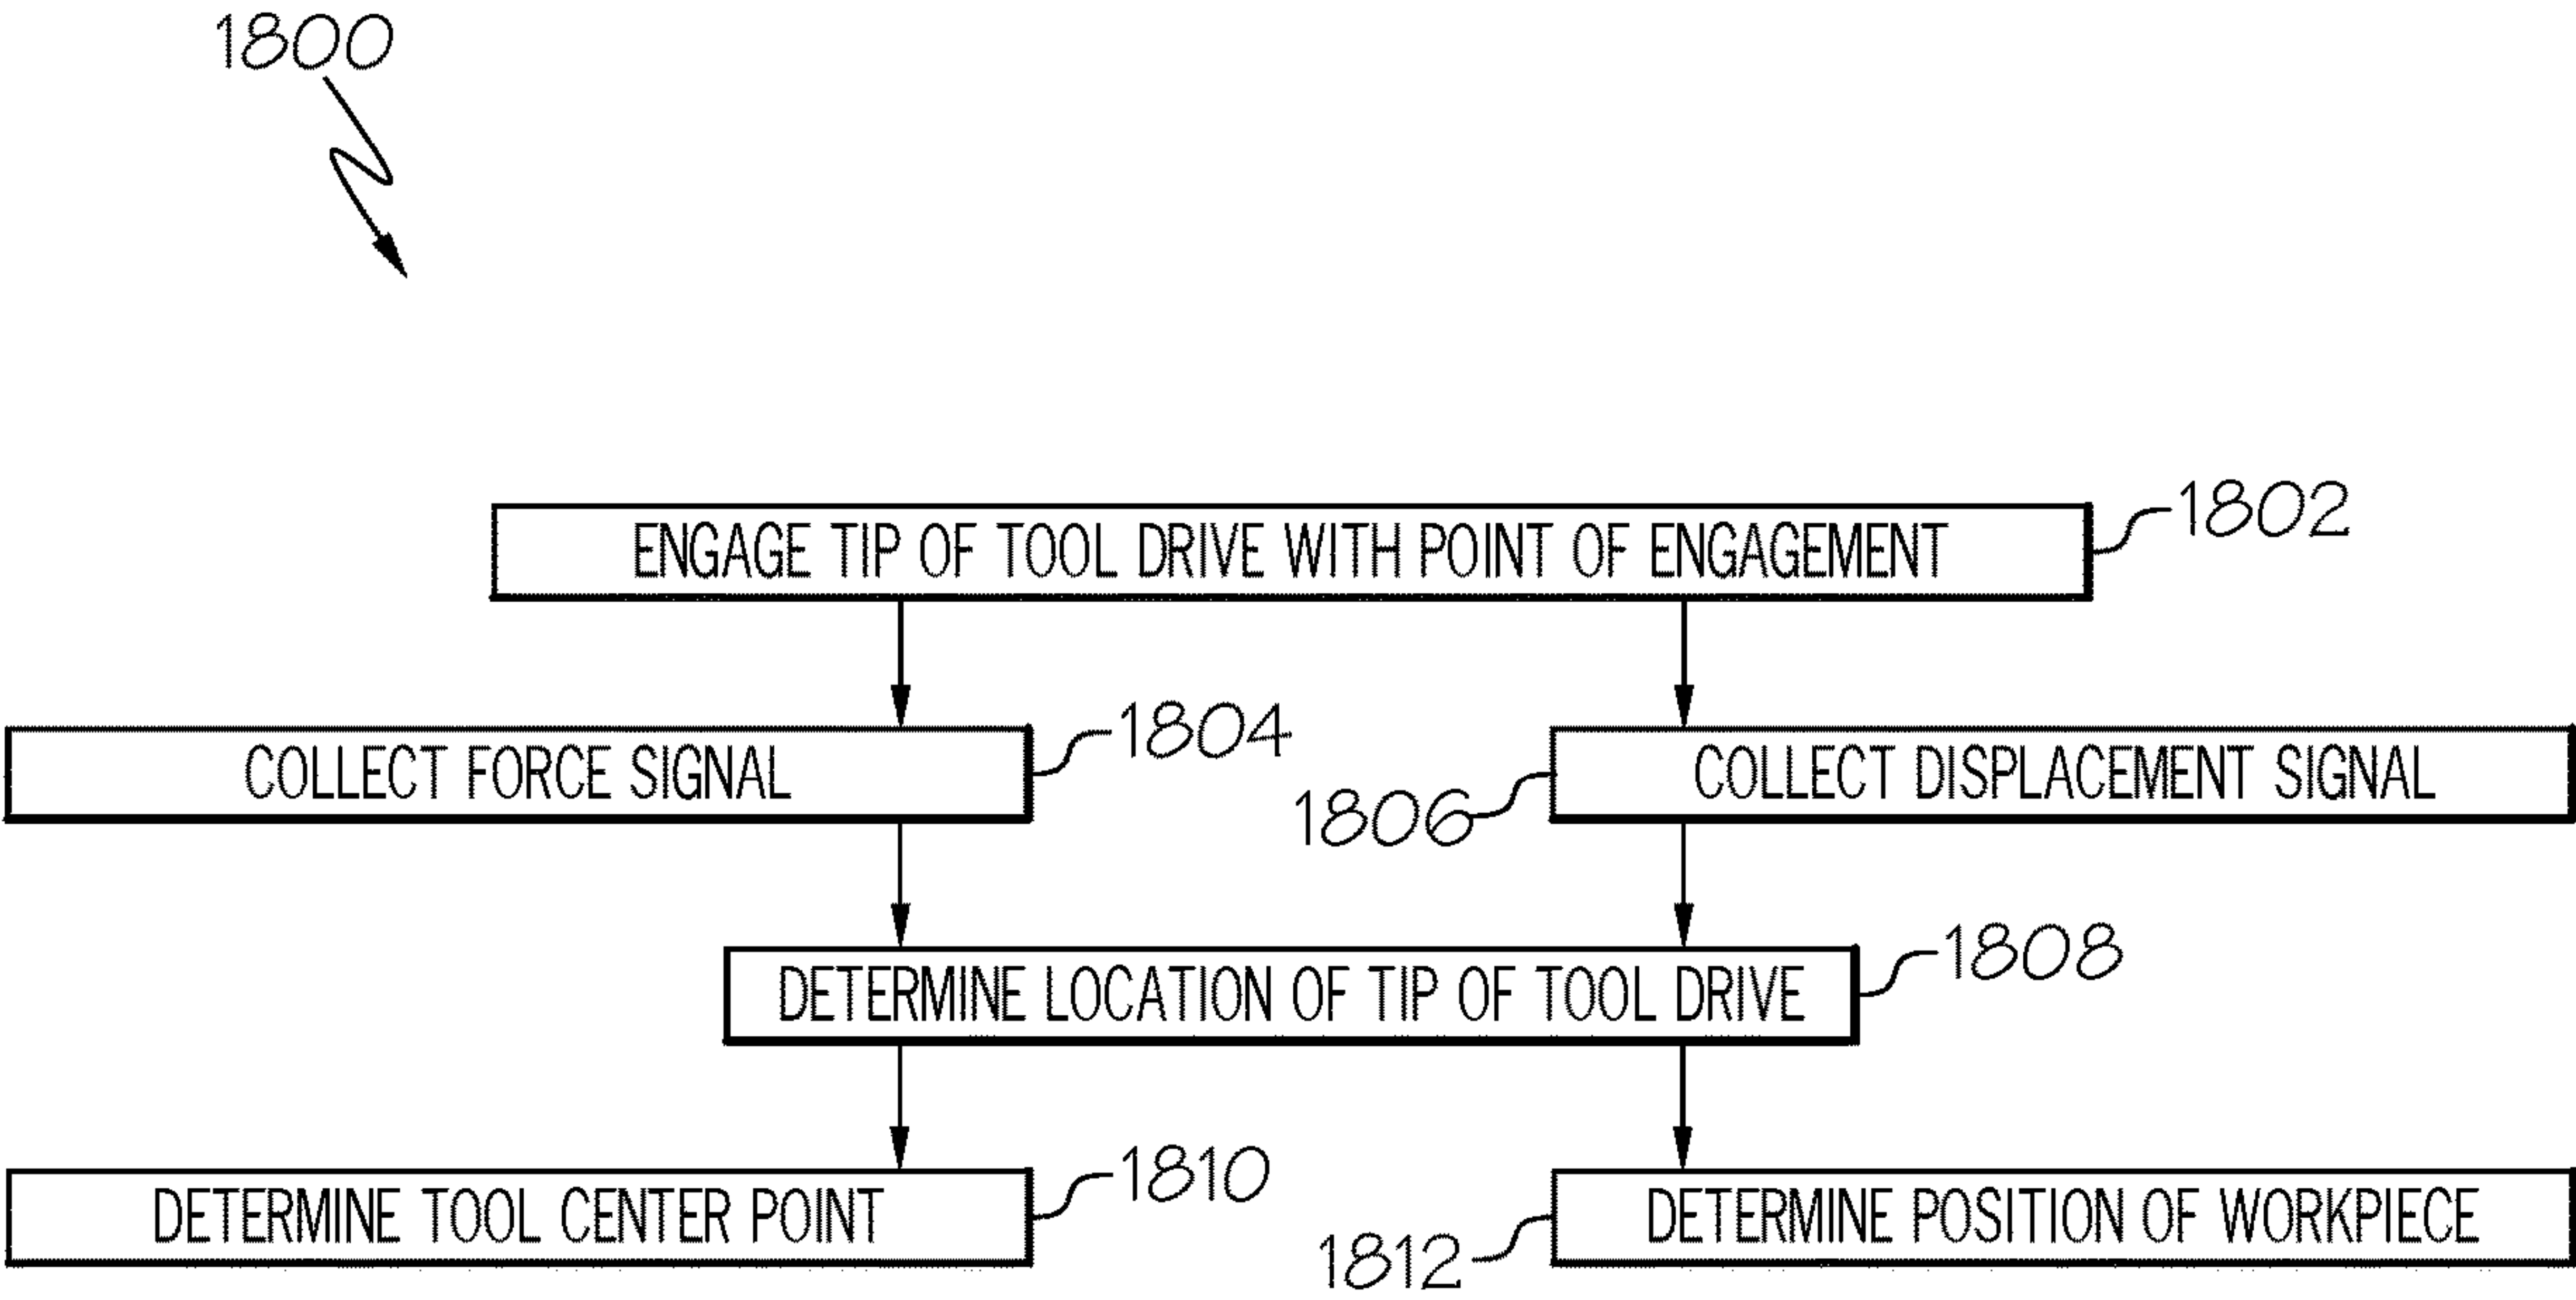 1800
ENGAGE TIP OF TOOL DRIVE WITH POINT OF ENGAGEMENT
1802
COLLECT FORCE SIGNAL
1804
1806
COLLECT DISPLACEMENT SIGNAL
DETERMINE LOCATION OF TIP OF TOOL DRIVE
1808
DETERMINE TOOL CENTER POINT
1810
1812
DETERMINE POSITION OF WORKPIECE